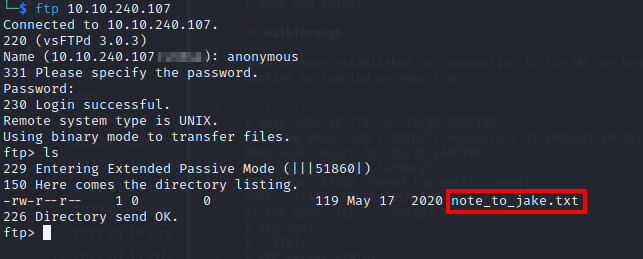 $ ftp 10.10.240.107
Connected to 10.10.240.107.
220 (vsFTPd 3.0.3)
Name (10.10.240.107 ): anonymous
331 Please specify the password.
Password:
230 Login successful.
Remote system type is UNIX.
Using binary mode to transfer files.
ftp> ls
229 Entering Extended Passive Mode (|||51860|)
150 Here comes the directory listing.
-rw-r--r-- 1 0 0 119 May 17 2020 note_to_jake.txt
226 Directory send OK.
ftp>